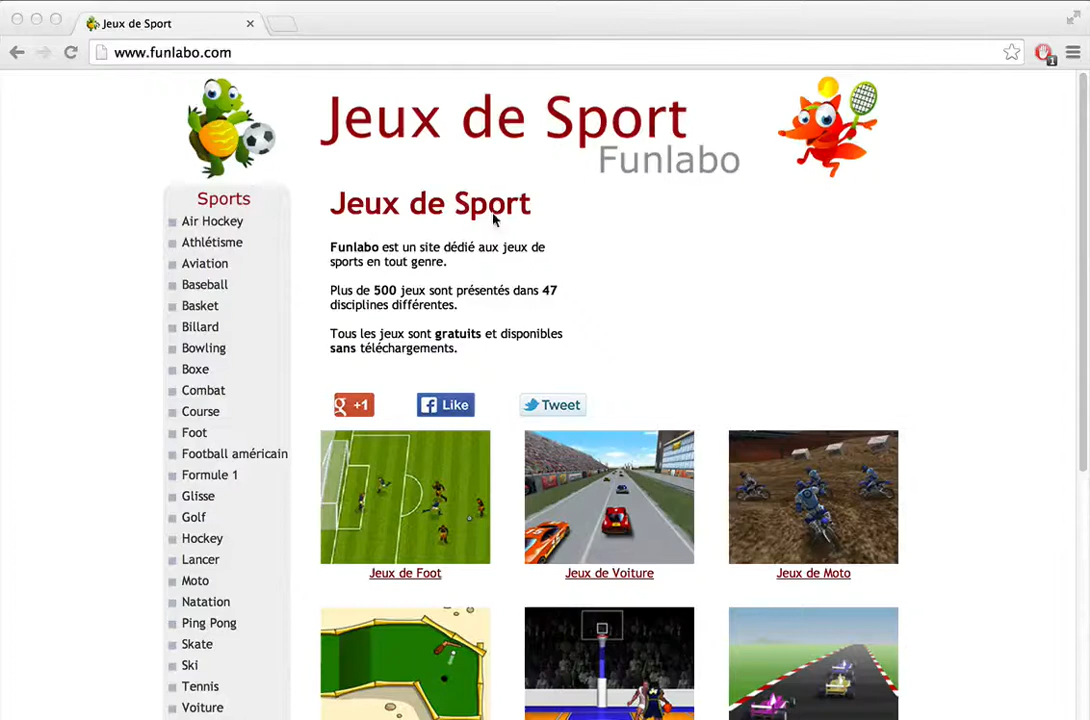 Jeux de Sport
www.funlabo.com
1
Jeux de Sport
Funlabo
Sports
Air Hockey
Athlétisme
Aviation
Baseball
Basket
Billard
Bowling
Boxe
Combat
Course
Foot
Football américain
Formule 1
Glisse
Golf
Hockey
Lancer
Moto
Natation
Ping Pong
Skate
Ski
Tennis
Voiture
Jeux de Sport
Funlabo est un site dédié aux jeux de
sports en tout genre.
Plus de 500 jeux sont présentés dans 47
disciplines différentes.
Tous les jeux sont gratuits et disponibles
sans téléchargements.
g +1
Like
Tweet
Jeux de Foot
Jeux de Voiture
Jeux de Moto